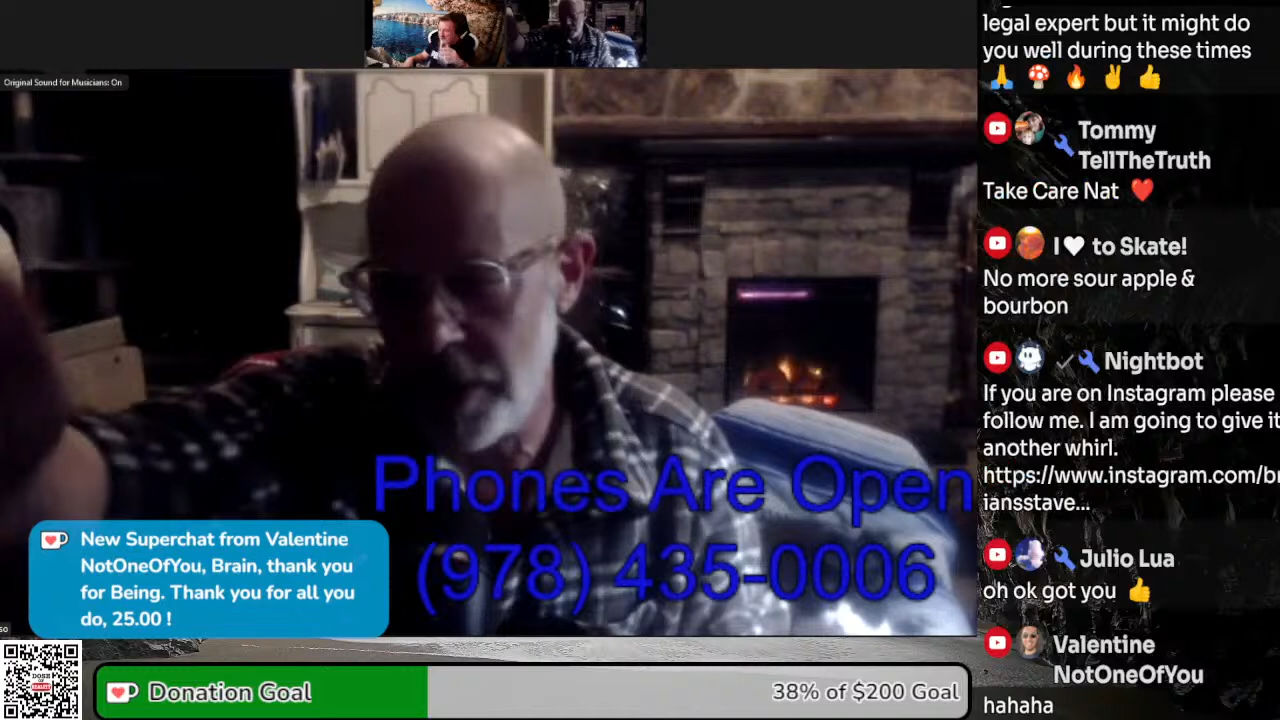 Original Sound for Musicians: On
legal expert but it might do
you well during these times
🙏 🍄 🔥 ✌ 👍
Tommy
TellTheTruth
Take Care Nat ❤️
I🤍 to Skate!
No more sour apple &
bourbon
Nightbot
If you are on Instagram please
follow me. I am going to give it
another whirl.
https://www.instagram.com/br
iansstave...
Julio Lua
oh ok got you 👍
Valentine
NotOneOfYou
hahaha
Phones Are Open
(978) 435-0006
New Superchat from Valentine
NotOneOfYou, Brain, thank you
for Being. Thank you for all you
do, 25.00 !
so
DOSE
Donation Goal
38% of $200 Goal